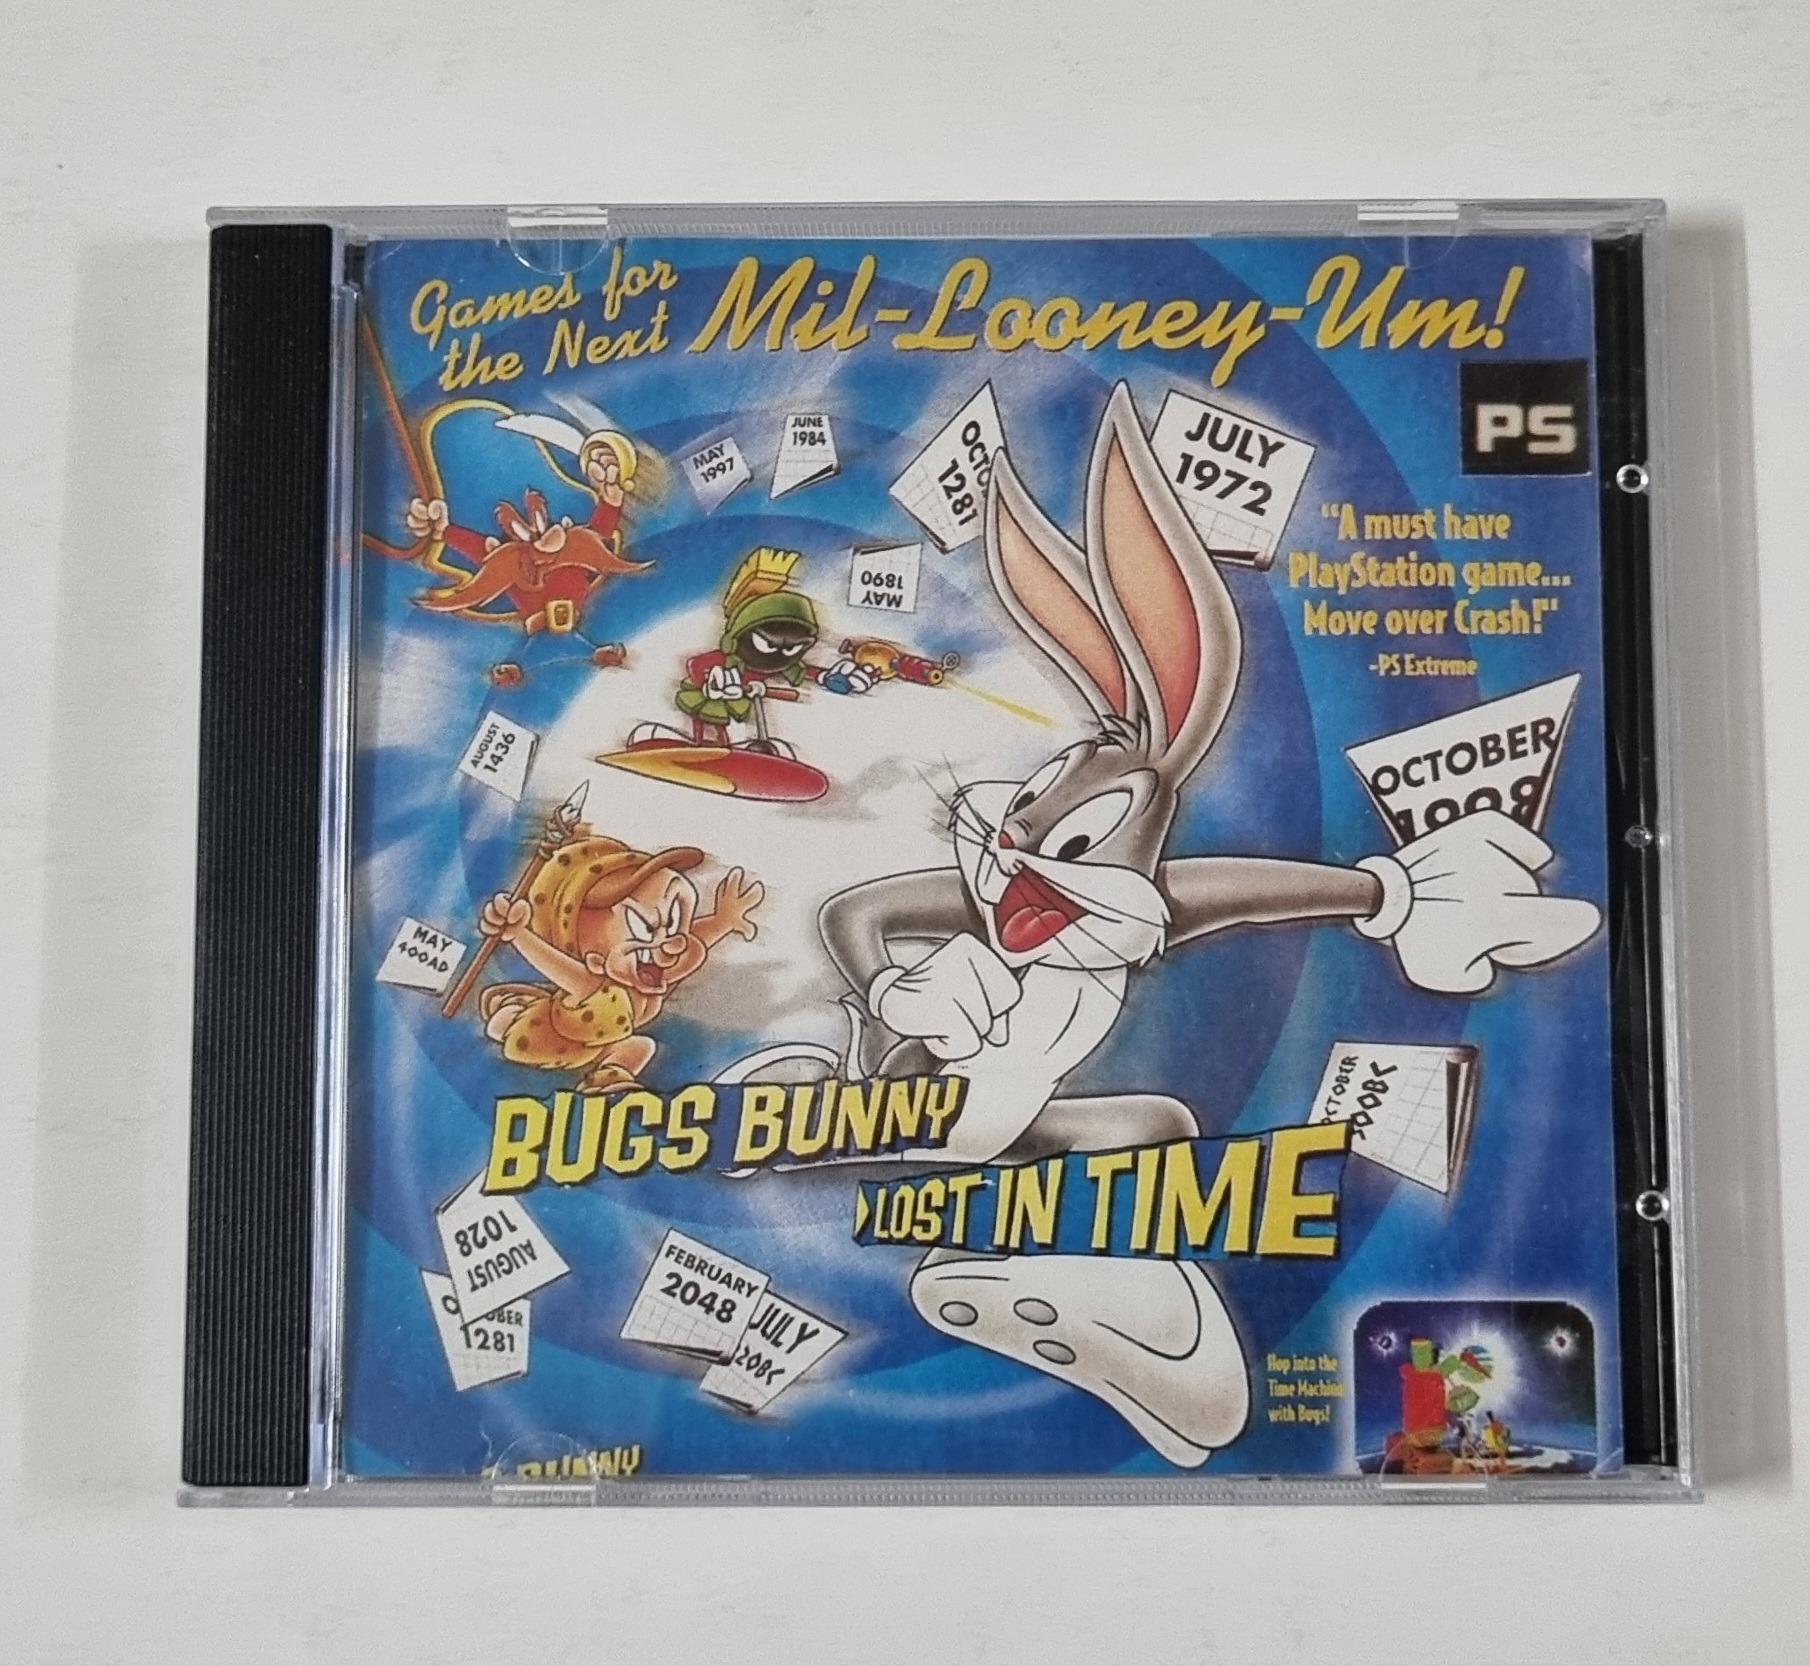 Games for
the Next
Mil-Looney-Um!
PS
MAY
1997
JUNE
1984
1281
JULY
1972
MAY
1890
"A must have
PlayStation game...
Move over Crash!"
-PS Extreme
OCTOBER
AUGUST
1436
MAY
400AD
BUGS BUNNY
LOST IN TIME
AUGUST
1028
1281
FEBRUARY
2048
JULY
Hop into the
Time Machine
with Bugs!
BUNNY